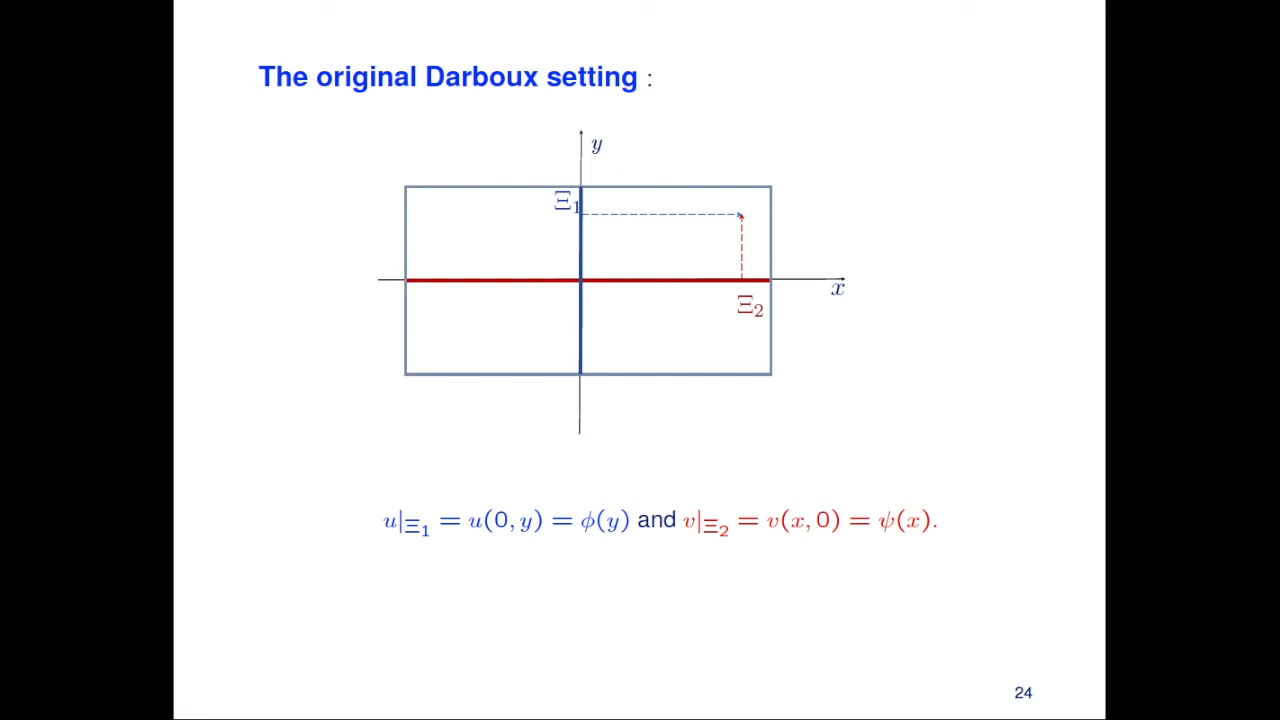 The original Darboux setting :
y
Ξ₁
x
Ξ₂
u|Ξ₁ = u(0, y) = ϕ(y) and v|Ξ₂ = v(x, 0) = ψ(x).
24